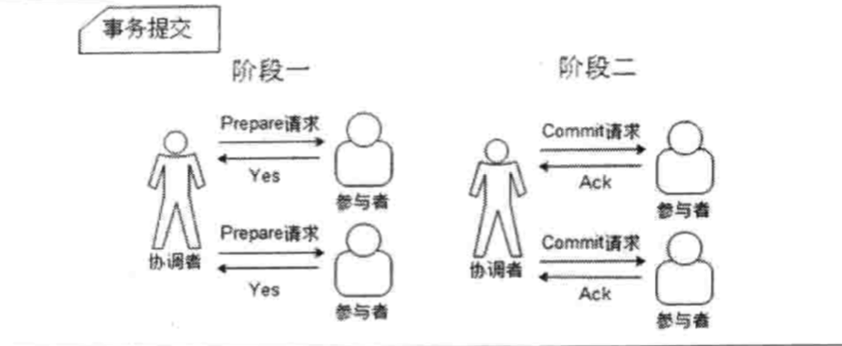 事务提交
阶段一
阶段二
Prepare请求
Yes
参与者
Prepare请求
Yes
参与者
协调者
Commit请求
Ack
参与者
Commit请求
Ack
参与者
协调者